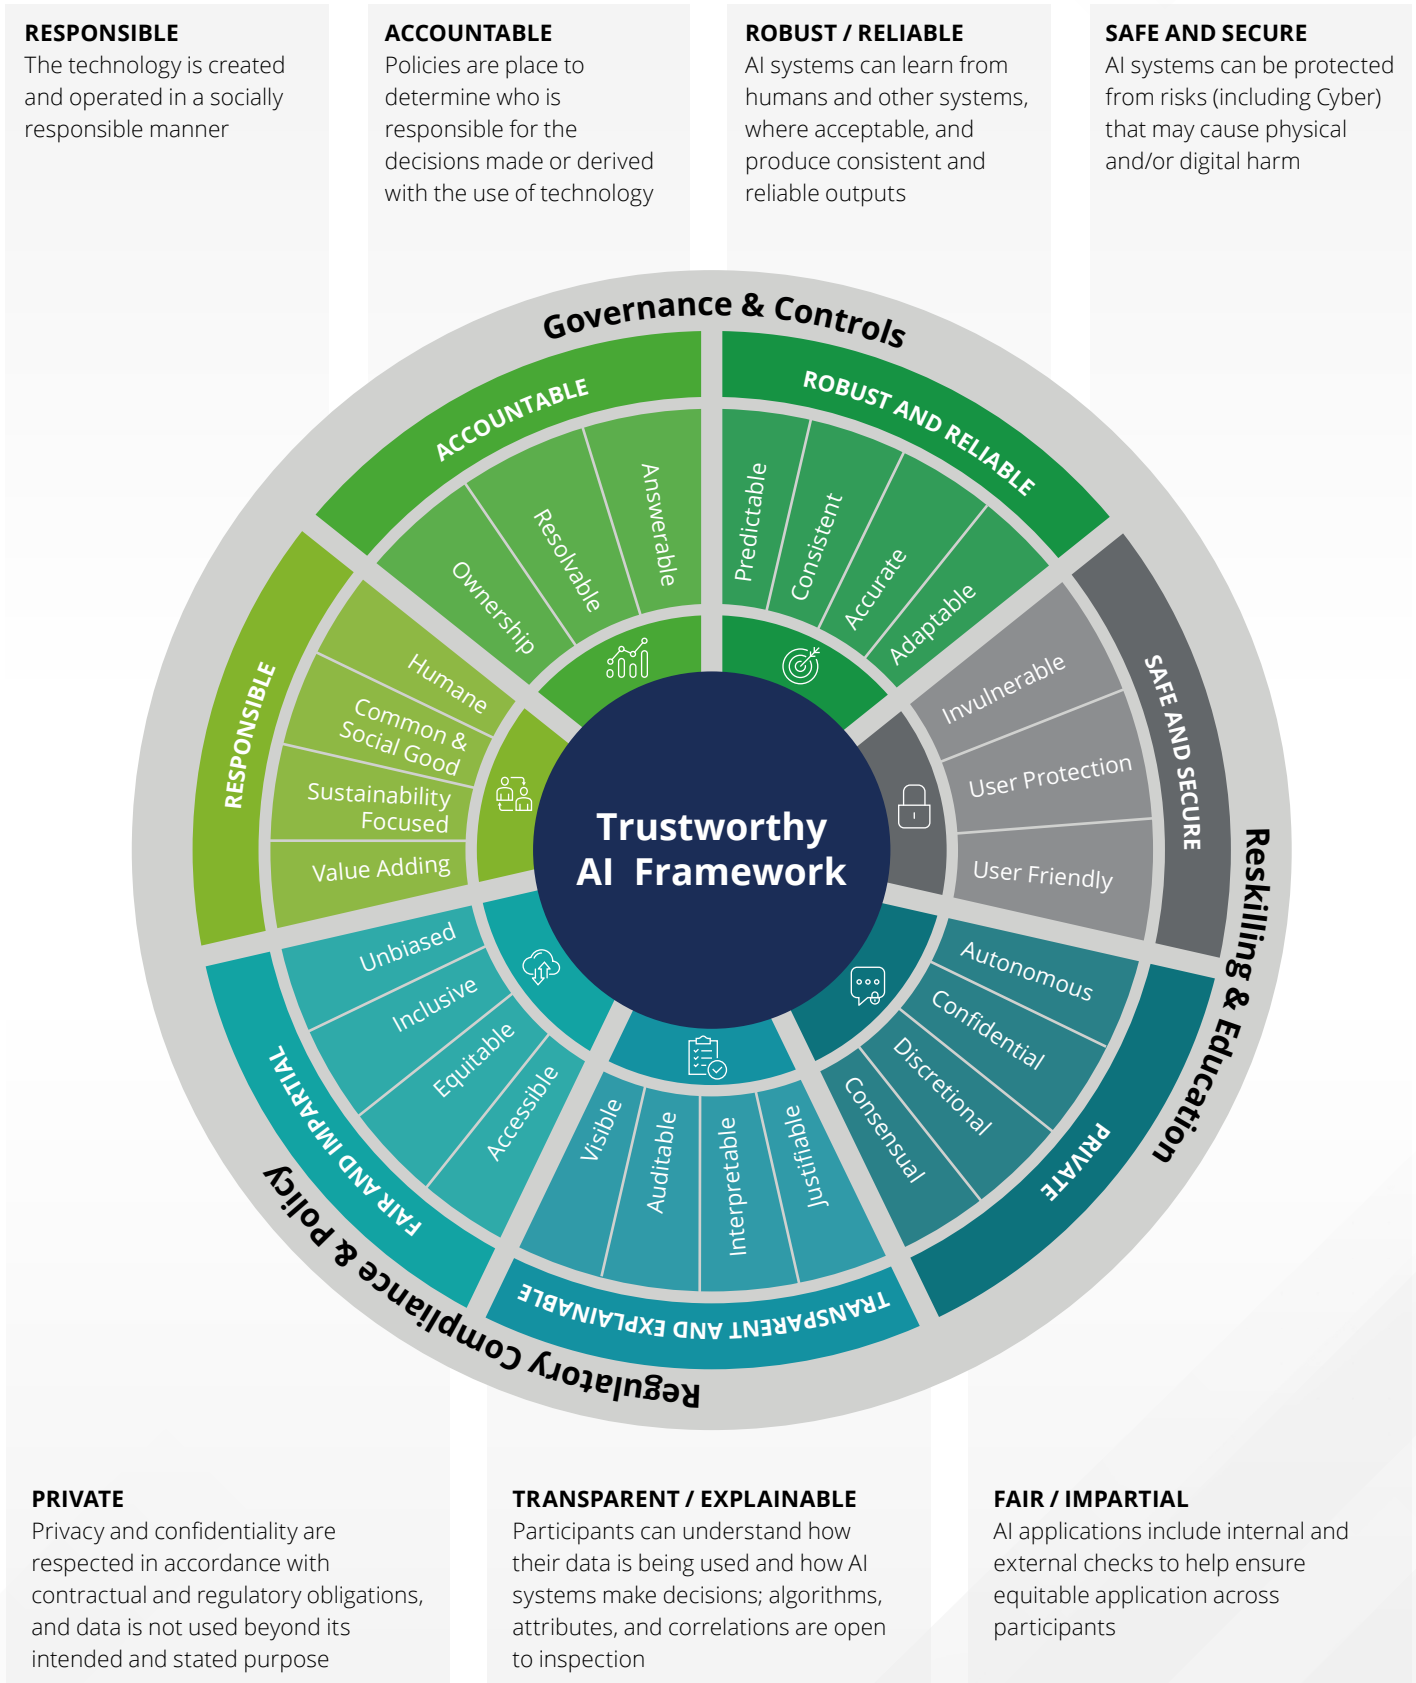 RESPONSIBLE
The technology is created
and operated in a socially
responsible manner
ACCOUNTABLE
Policies are place to
determine who is
responsible for the
decisions made or derived
with the use of technology
ROBUST / RELIABLE
AI systems can learn from
humans and other systems,
where acceptable, and
produce consistent and
reliable outputs
SAFE AND SECURE
AI systems can be protected
from risks (including Cyber)
that may cause physical
and/or digital harm
Governance & Controls
Reskilling & Education
Regulatory Compliance & Policy
ACCOUNTABLE
Ownership
Resolvable
Answerable
ROBUST AND RELIABLE
Predictable
Consistent
Accurate
Adaptable
SAFE AND SECURE
Invulnerable
User Protection
User Friendly
PRIVATE
Autonomous
Confidential
Discretional
Consensual
TRANSPARENT AND EXPLAINABLE
Justifiable
Interpretable
Auditable
Visible
FAIR AND IMPARTIAL
Accessible
Equitable
Inclusive
Unbiased
RESPONSIBLE
Value Adding
Sustainability
Focused
Common &
Social Good
Humane
Trustworthy
AI Framework
PRIVATE
Privacy and confidentiality are
respected in accordance with
contractual and regulatory obligations,
and data is not used beyond its
intended and stated purpose
TRANSPARENT / EXPLAINABLE
Participants can understand how
their data is being used and how AI
systems make decisions; algorithms,
attributes, and correlations are open
to inspection
FAIR / IMPARTIAL
AI applications include internal and
external checks to help ensure
equitable application across
participants